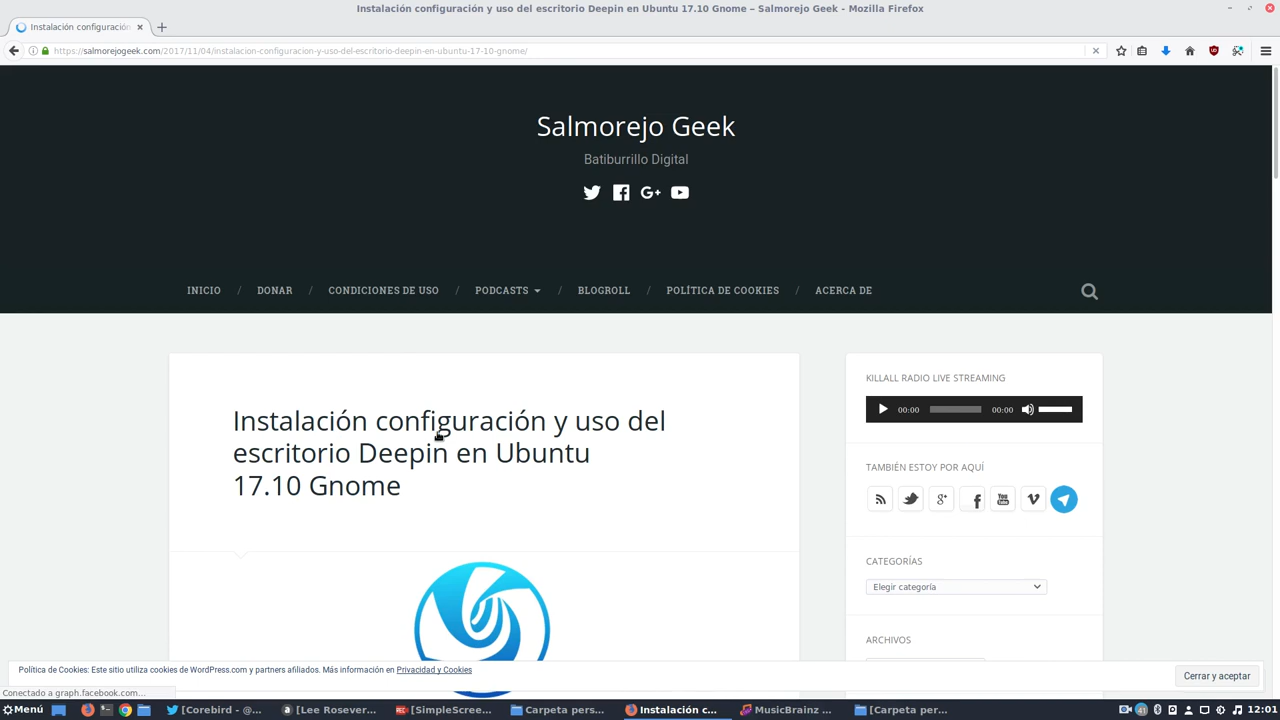 Instalación configuración y uso del escritorio Deepin en Ubuntu 17.10 Gnome – Salmorejo Geek - Mozilla Firefox
Instalación configuración
https://salmorejogeek.com/2017/11/04/instalacion-configuracion-y-uso-del-escritorio-deepin-en-ubuntu-17-10-gnome/
Salmorejo Geek
Batiburrillo Digital
INICIO / DONAR / CONDICIONES DE USO / PODCASTS / BLOGROLL / POLÍTICA DE COOKIES / ACERCA DE
Instalación configuración y uso del
escritorio Deepin en Ubuntu
17.10 Gnome
KILLALL RADIO LIVE STREAMING
00:00 00:00
TAMBIÉN ESTOY POR AQUÍ
You Tube
CATEGORÍAS
Elegir categoría
ARCHIVOS
Política de Cookies: Este sitio utiliza cookies de WordPress.com y partners afiliados. Más información en Privacidad y Cookies
Cerrar y aceptar
Conectado a graph.facebook.com...
Menú [Corebird - @... [Lee Rosever... [SimpleScree... Carpeta pers... Instalación c... MusicBrainz ... [Carpeta per... 41 12:01